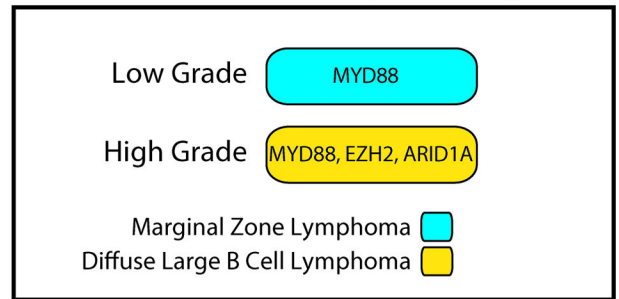 Low Grade MYD88
High Grade MYD88, EZH2, ARID1A
Marginal Zone Lymphoma
Diffuse Large B Cell Lymphoma